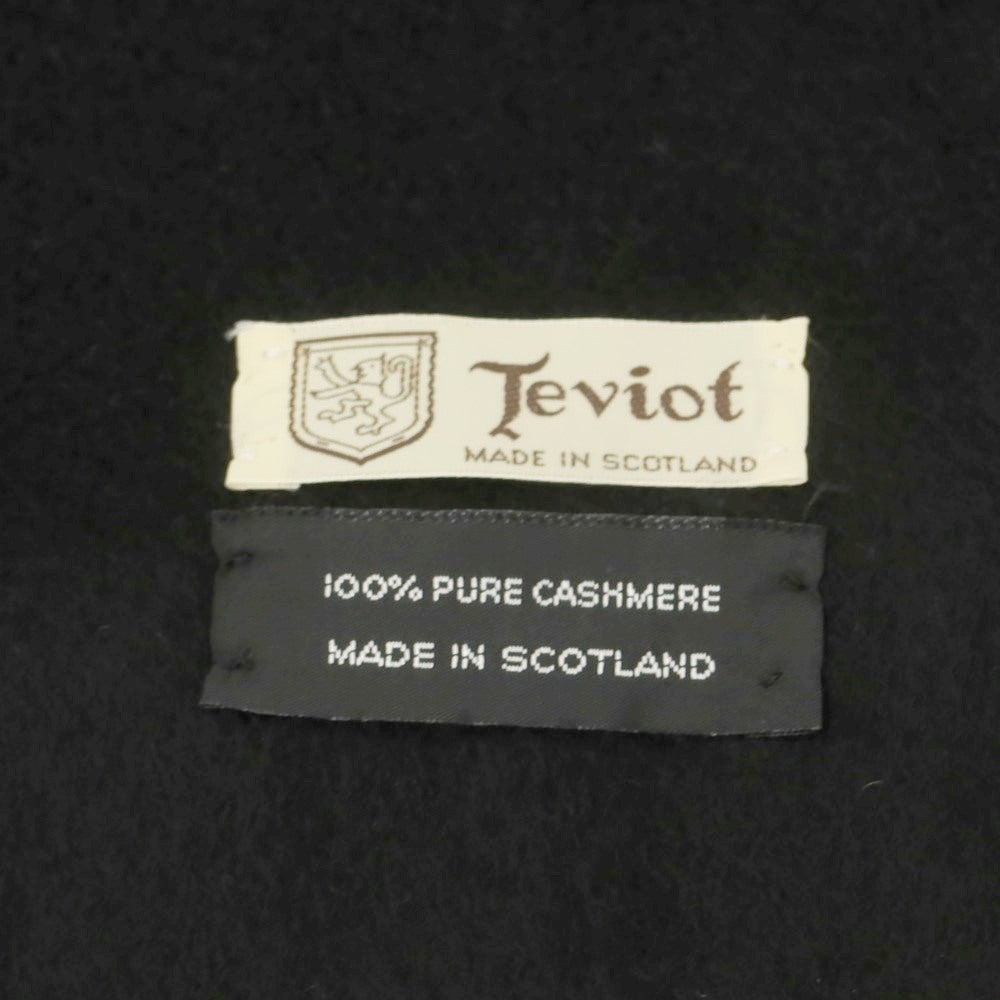 Teviot
MADE IN SCOTLAND
100% PURE CASHMERE
MADE IN SCOTLAND